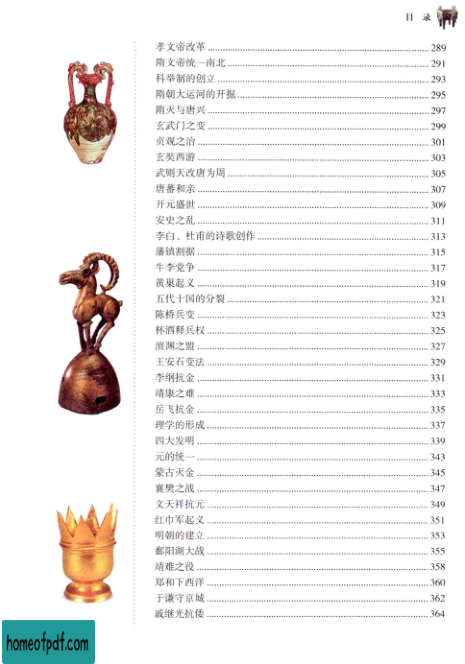 目 录
孝文帝改革 289
隋文帝统一南北 291
科举制的创立 293
隋朝大运河的开掘 295
隋灭与唐兴 297
玄武门之变 299
贞观之治 301
玄奘西游 303
武则天改唐为周 305
唐蕃和亲 307
开元盛世 309
安史之乱 311
李白、杜甫的诗歌创作 313
藩镇割据 315
牛李党争 317
黄巢起义 319
五代十国的分裂 321
陈桥兵变 323
杯酒释兵权 325
澶渊之盟 327
王安石变法 329
李纲抗金 331
靖康之难 333
岳飞抗金 335
理学的形成 337
四大发明 339
元的统一 343
蒙古灭金 345
襄樊之战 347
文天祥抗元 349
红巾军起义 351
明朝的建立 353
鄱阳湖大战 355
靖难之役 358
郑和下西洋 360
于谦守京城 362
戚继光抗倭 364
homeofpdf.com